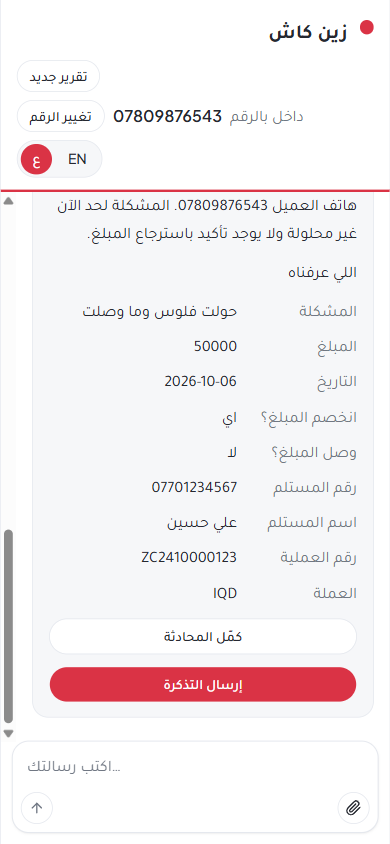 زين كاش
تقرير جديد
داخل بالرقم 07809876543 تغيير الرقم
EN ع
هاتف العميل 07809876543. المشكلة لحد الآن
غير محلولة ولا يوجد تأكيد باسترجاع المبلغ.
اللي عرفناه
المشكلة حولت فلوس وما وصلت
المبلغ 50000
التاريخ 2026-10-06
انخصم المبلغ؟ اي
وصل المبلغ؟ لا
رقم المستلم 07701234567
اسم المستلم علي حسين
رقم العملية ZC2410000123
العملة IQD
كمّل المحادثة
إرسال التذكرة
اكتب رسالتك...